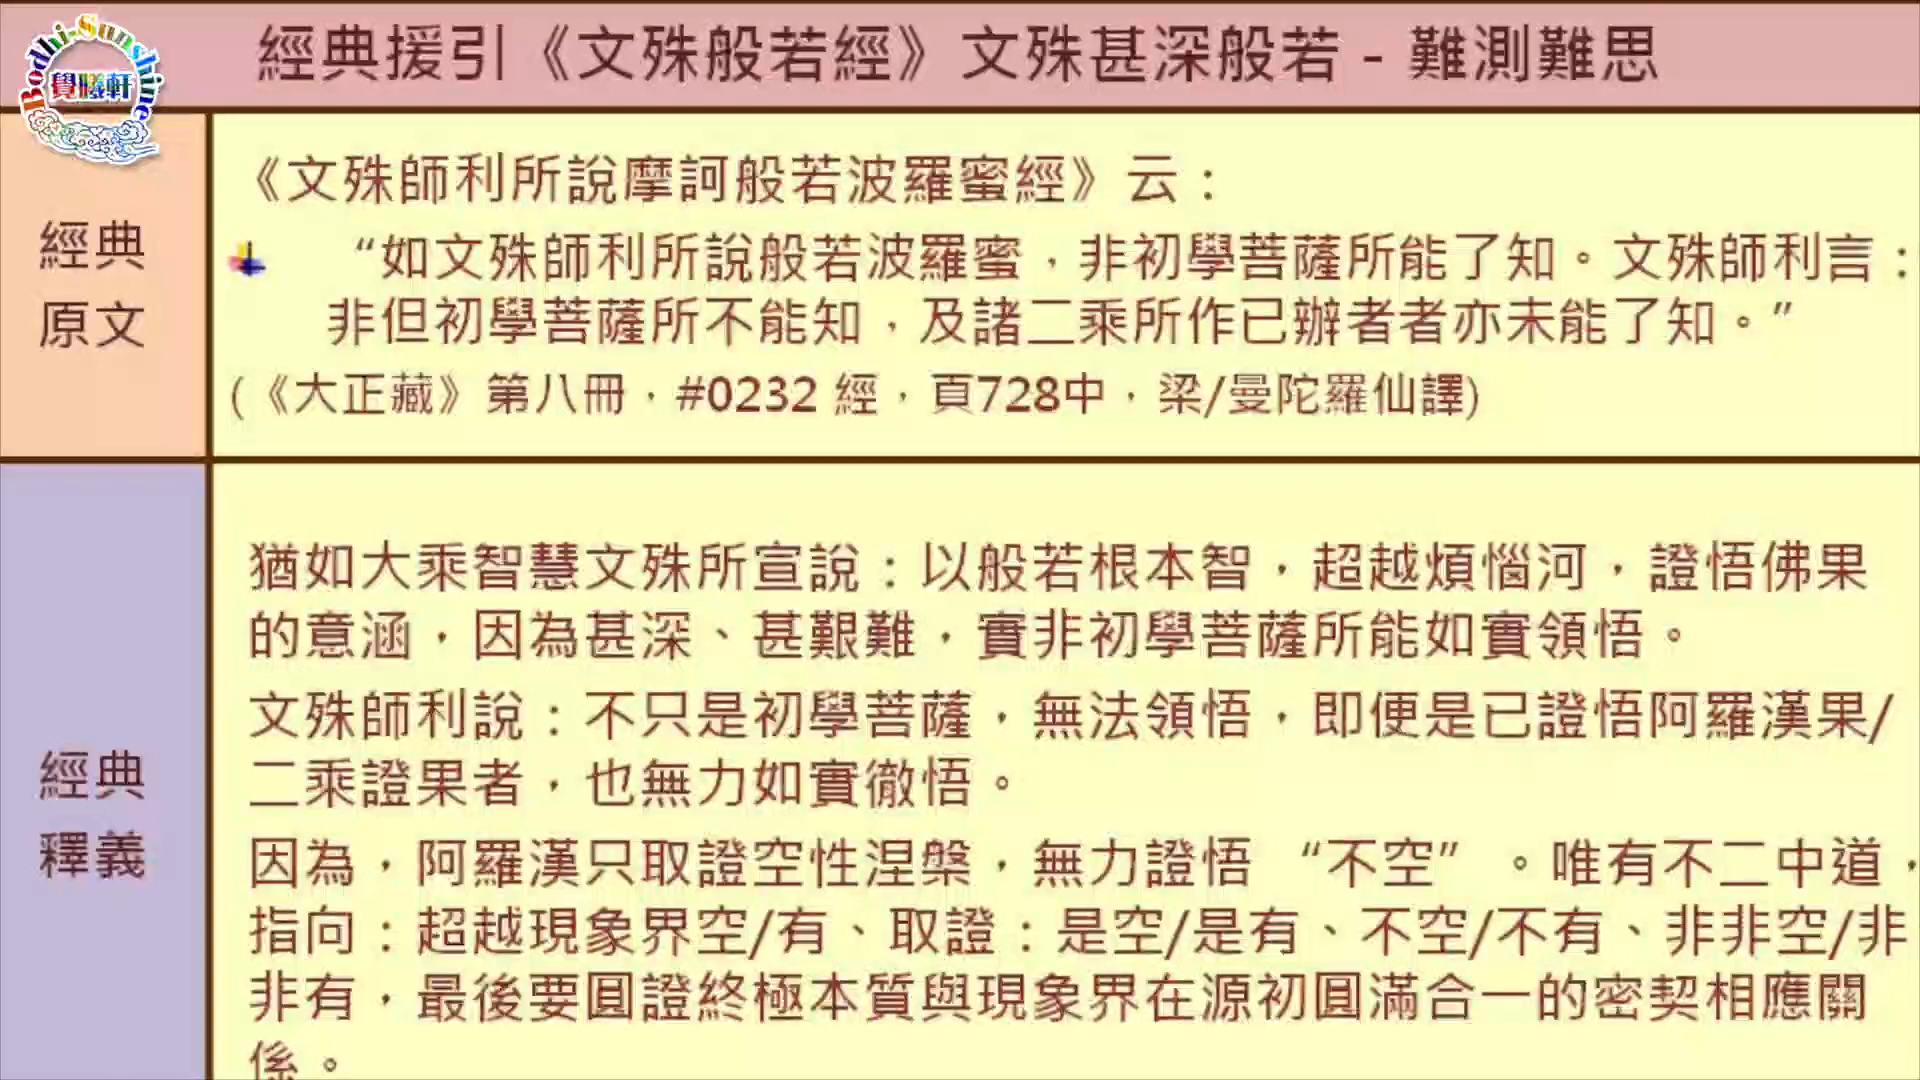 經典援引《文殊般若經》文殊甚深般若 - 難測難思
Bodhi-Sunshine
覺曦軒
經典
原文
《文殊師利所說摩訶般若波羅蜜經》云：
“如文殊師利所說般若波羅蜜，非初學菩薩所能了知。文殊師利言：
非但初學菩薩所不能知，及諸二乘所作已辦者者亦未能了知。”
(《大正藏》第八冊，#0232 經，頁728中，梁/曼陀羅仙譯)
經典
釋義
猶如大乘智慧文殊所宣說：以般若根本智，超越煩惱河，證悟佛果
的意涵，因為甚深、甚艱難，實非初學菩薩所能如實領悟。
文殊師利說：不只是初學菩薩，無法領悟，即便是已證悟阿羅漢果/
二乘證果者，也無力如實徹悟。
因為，阿羅漢只取證空性涅槃，無力證悟 “不空” 。唯有不二中道，
指向：超越現象界空/有、取證：是空/是有、不空/不有、非非空/非
非有，最後要圓證終極本質與現象界在源初圓滿合一的密契相應關
係。